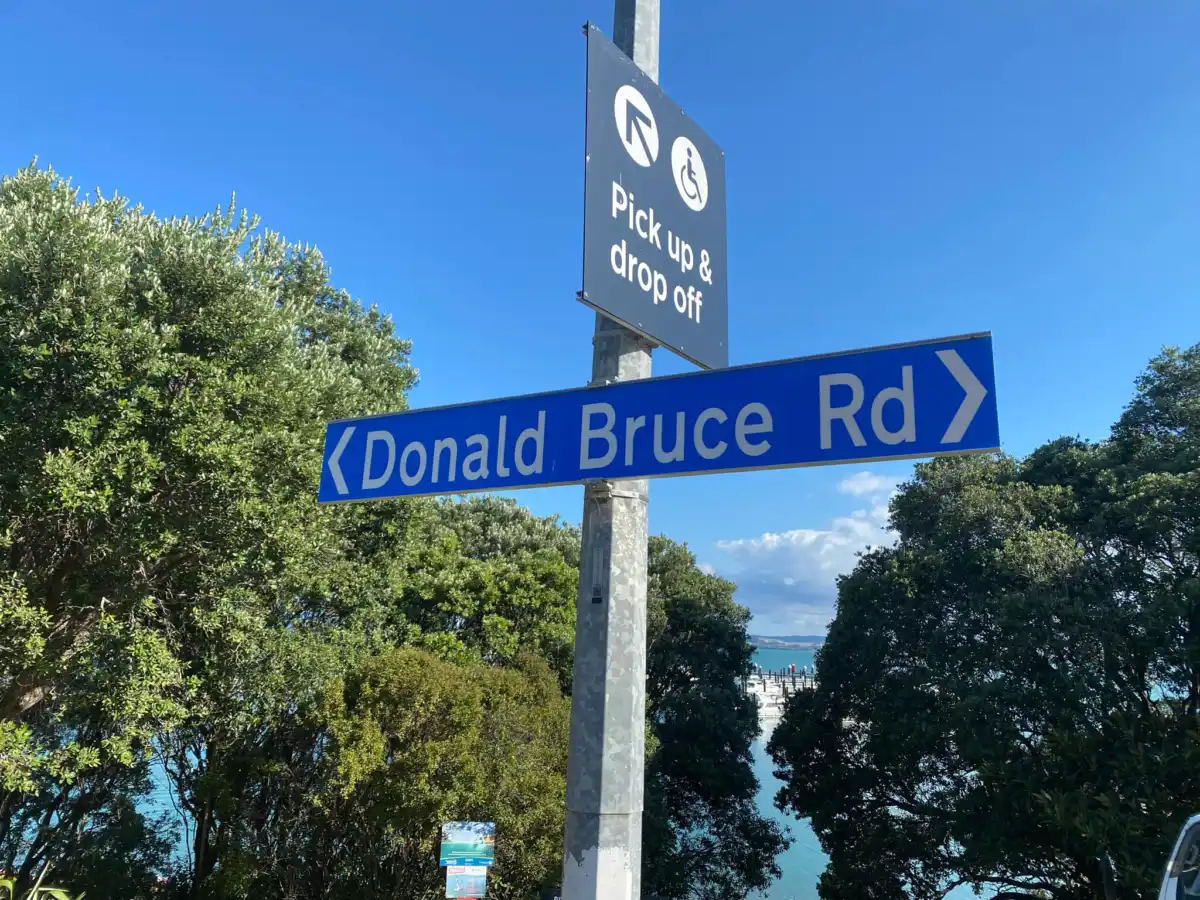 Pick up &
drop off
Donald Bruce Rd